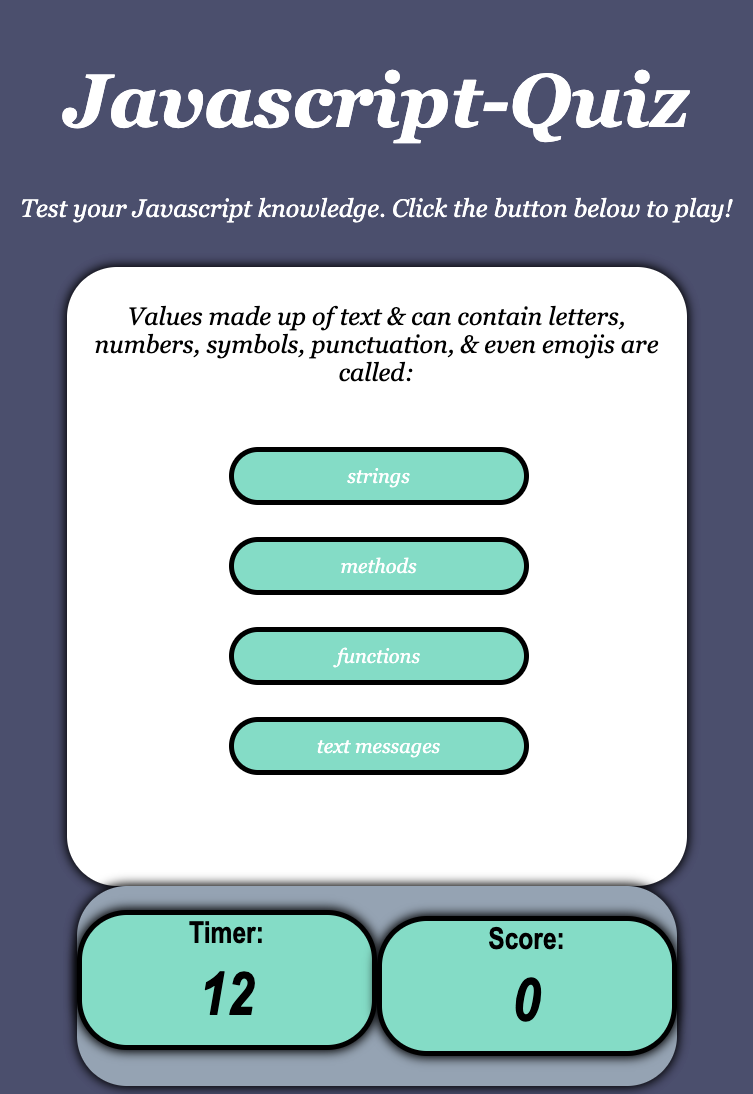 Javascript-Quiz
Test your Javascript knowledge. Click the button below to play!
Values made up of text & can contain letters,
numbers, symbols, punctuation, & even emojis are
called:
strings
methods
functions
text messages
Timer:
12
Score:
0